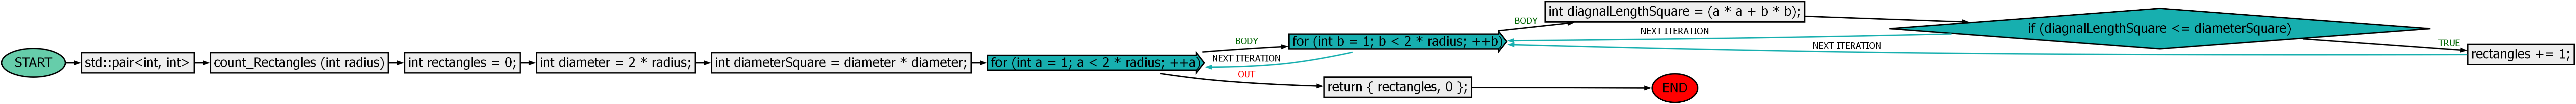 START
std::pair<int, int>
count_Rectangles (int radius)
int rectangles = 0;
int diameter = 2 * radius;
int diameterSquare = diameter * diameter;
for (int a = 1; a < 2 * radius; ++a)
BODY
NEXT ITERATION
OUT
for (int b = 1; b < 2 * radius; ++b)
BODY
int diagnalLengthSquare = (a * a + b * b);
NEXT ITERATION
NEXT ITERATION
if (diagnalLengthSquare <= diameterSquare)
TRUE
rectangles += 1;
return { rectangles, 0 };
END